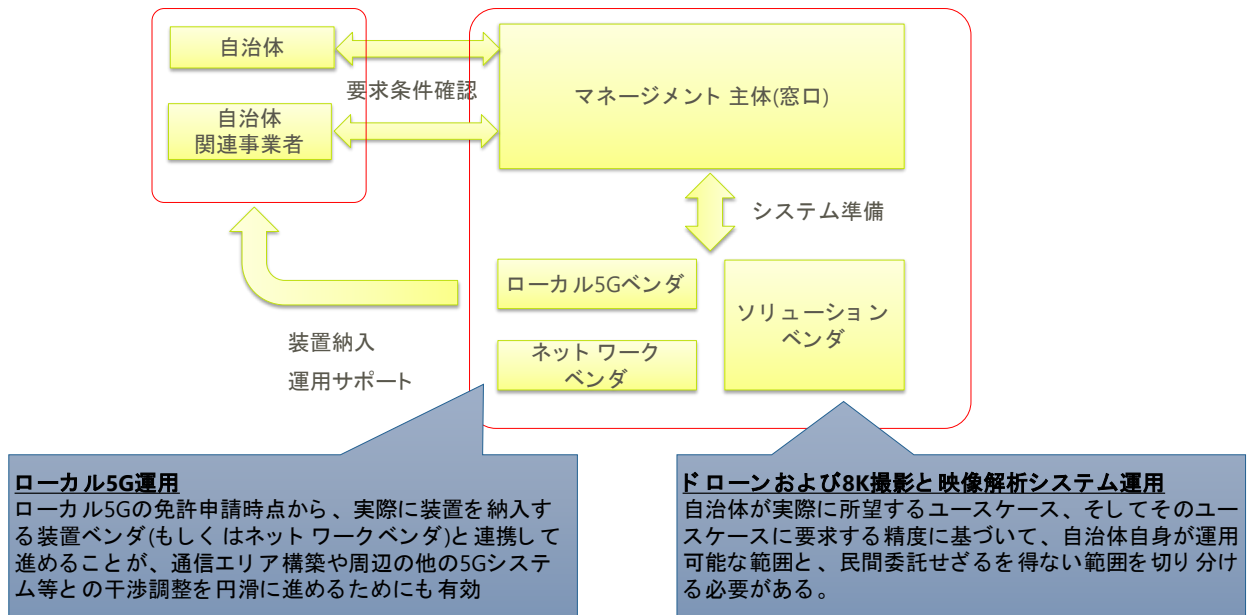 自治体
要求条件確認
マネージメント 主体(窓口)
自治体
関連事業者
システム準備
ローカル5Gベンダ
ソリューション
ベンダ
ネットワーク
ベンダ
装置納入
運用サポート
ローカル5G運用
ローカル5Gの免許申請時点から、実際に装置を納入す
る装置ベンダ(もしくはネットワークベンダ)と連携して
進めることが、通信エリア構築や周辺の他の5Gシステ
ム等との干渉調整を円滑に進めるためにも有効
ドローンおよび8K撮影と映像解析システム運用
自治体が実際に所望するユースケース、そしてそのユー
スケースに要求する精度に基づいて、自治体自身が運用
可能な範囲と、民間委託せざるを得ない範囲を切り分け
る必要がある。